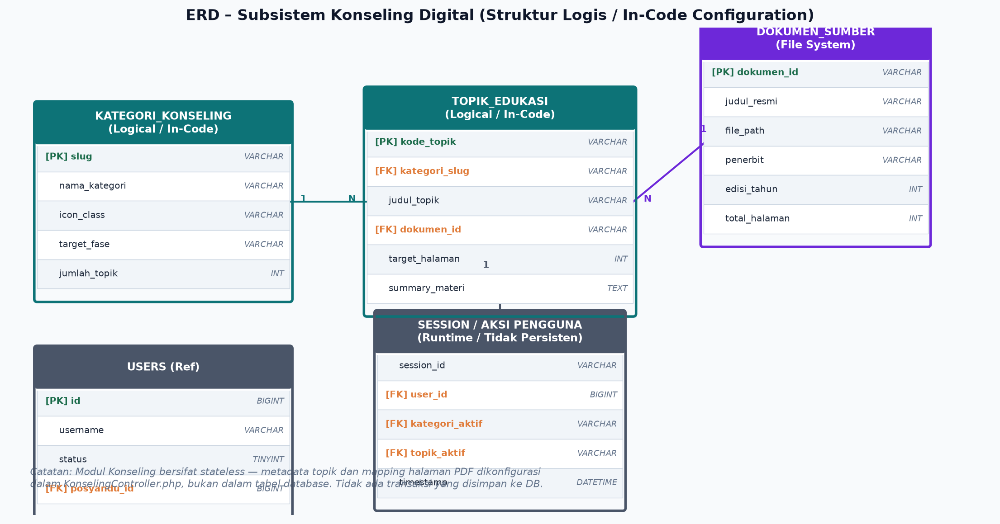 ERD – Subsistem Konseling Digital (Struktur Logis / In-Code Configuration)
KATEGORI_KONSELING
(Logical / In-Code)
[PK] slug VARCHAR
nama_kategori VARCHAR
icon_class VARCHAR
target_fase VARCHAR
jumlah_topik INT
1
N
TOPIK_EDUKASI
(Logical / In-Code)
[PK] kode_topik VARCHAR
[FK] kategori_slug VARCHAR
judul_topik VARCHAR
[FK] dokumen_id VARCHAR
target_halaman INT
1
summary_materi TEXT
N
1
DOKUMEN_SUMBER
(File System)
[PK] dokumen_id VARCHAR
judul_resmi VARCHAR
file_path VARCHAR
penerbit VARCHAR
edisi_tahun INT
total_halaman INT
USERS (Ref)
[PK] id BIGINT
username VARCHAR
status TINYINT
[FK] posyandu_id BIGINT
SESSION / AKSI PENGGUNA
(Runtime / Tidak Persisten)
session_id VARCHAR
[FK] user_id BIGINT
[FK] kategori_aktif VARCHAR
[FK] topik_aktif VARCHAR
timestamp DATETIME
Catatan: Modul Konseling bersifat stateless — metadata topik dan mapping halaman PDF dikonfigurasi
dalam KonselingController.php, bukan dalam tabel database. Tidak ada transaksi yang disimpan ke DB.